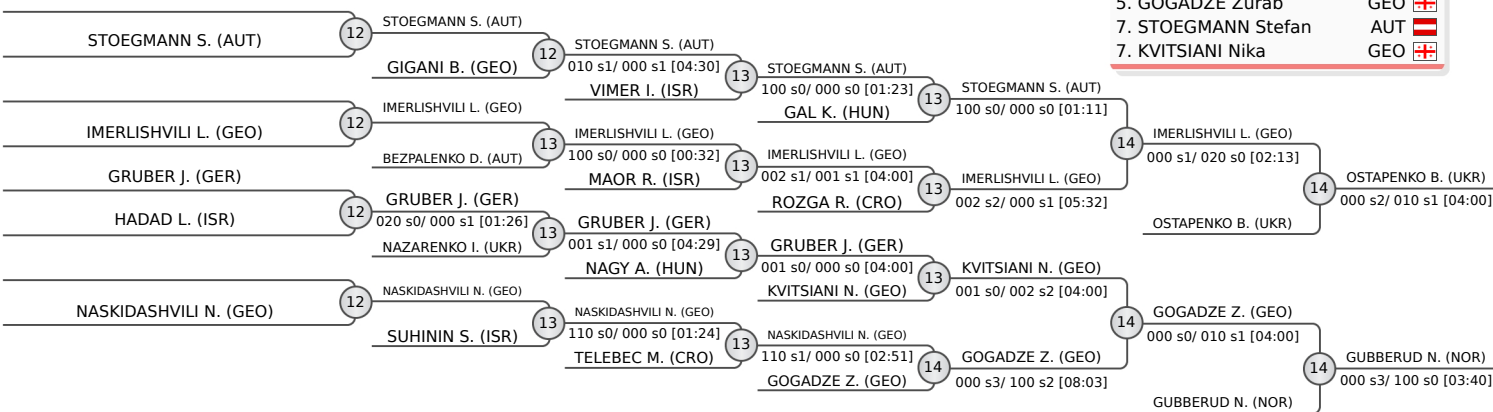 5. GOGADZE Zurab GEO
7. STOEGMANN Stefan AUT
7. KVITSIANI Nika GEO
STOEGMANN S. (AUT)
12
STOEGMANN S. (AUT)
GIGANI B. (GEO)
12
STOEGMANN S. (AUT)
010 s1/ 000 s1 [04:30]
VIMER I. (ISR)
13
STOEGMANN S. (AUT)
100 s0/ 000 s0 [01:23]
GAL K. (HUN)
13
STOEGMANN S. (AUT)
100 s0/ 000 s0 [01:11]
IMERLISHVILI L. (GEO)
12
IMERLISHVILI L. (GEO)
BEZPALENKO D. (AUT)
13
IMERLISHVILI L. (GEO)
100 s0/ 000 s0 [00:32]
MAOR R. (ISR)
13
IMERLISHVILI L. (GEO)
002 s1/ 001 s1 [04:00]
ROZGA R. (CRO)
13
IMERLISHVILI L. (GEO)
002 s2/ 000 s1 [05:32]
14
IMERLISHVILI L. (GEO)
000 s1/ 020 s0 [02:13]
OSTAPENKO B. (UKR)
14
OSTAPENKO B. (UKR)
000 s2/ 010 s1 [04:00]
GRUBER J. (GER)
HADAD L. (ISR)
12
GRUBER J. (GER)
020 s0/ 000 s1 [01:26]
NAZARENKO I. (UKR)
13
GRUBER J. (GER)
001 s1/ 000 s0 [04:29]
NAGY A. (HUN)
13
GRUBER J. (GER)
001 s0/ 000 s0 [04:00]
KVITSIANI N. (GEO)
13
KVITSIANI N. (GEO)
001 s0/ 002 s2 [04:00]
NASKIDASHVILI N. (GEO)
12
NASKIDASHVILI N. (GEO)
SUHININ S. (ISR)
13
NASKIDASHVILI N. (GEO)
110 s0/ 000 s0 [01:24]
TELEBEC M. (CRO)
13
NASKIDASHVILI N. (GEO)
110 s1/ 000 s0 [02:51]
GOGADZE Z. (GEO)
14
GOGADZE Z. (GEO)
000 s3/ 100 s2 [08:03]
14
GOGADZE Z. (GEO)
000 s0/ 010 s1 [04:00]
GUBBERUD N. (NOR)
14
GUBBERUD N. (NOR)
000 s3/ 100 s0 [03:40]